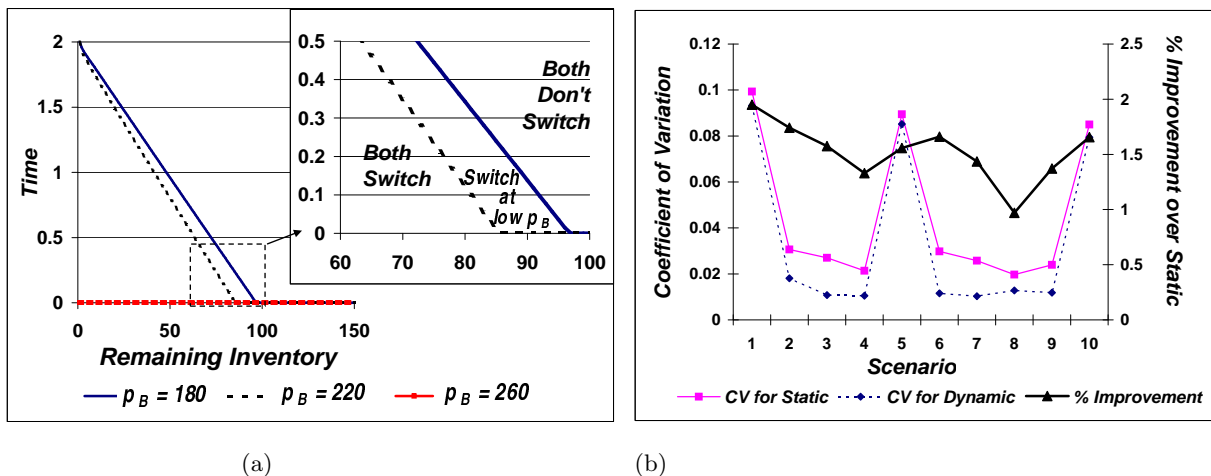 2
1.5
1
0.5
0
Time
0 50 100 150
Remaining Inventory
0.5
0.4
0.3
0.2
0.1
0
60 70 80 90 100
Both
Don't
Switch
Both
Switch
Switch
at
low p B
p B = 180 p B = 220 p B = 260
(a)
0.12
0.1
0.08
0.06
0.04
0.02
0
Coefficient of Variation
2.5
2
1.5
1
0.5
0
% Improvement over Static
1 2 3 4 5 6 7 8 9 10
Scenario
CV for Static CV for Dynamic % Improvement
(b)